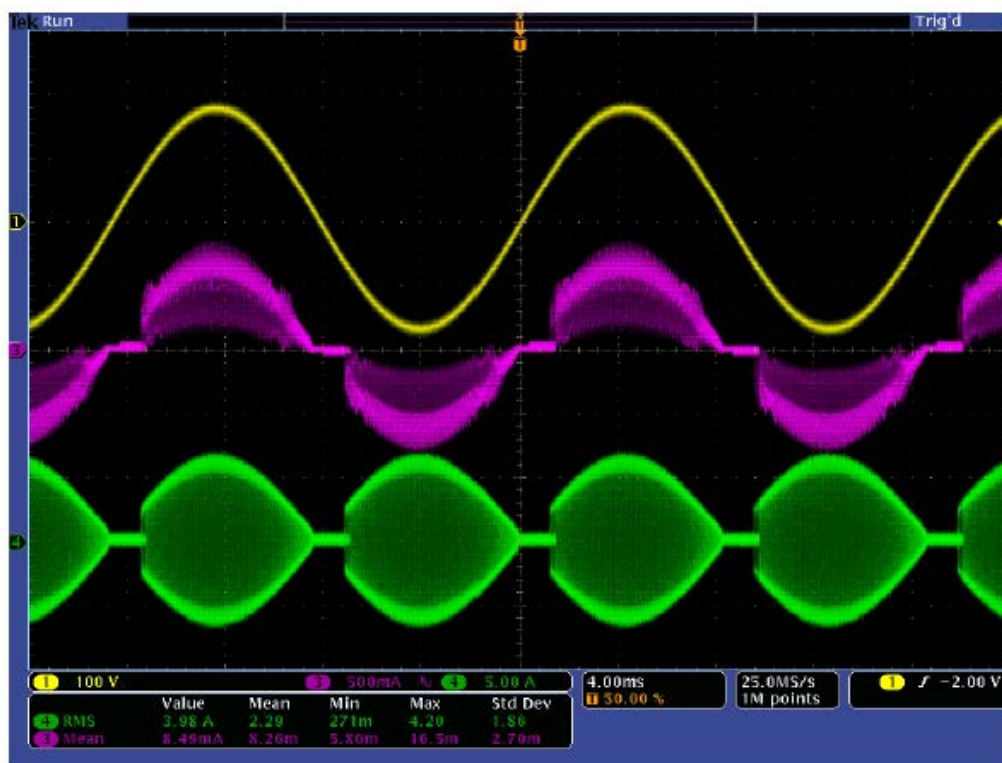 Tek Run Trig'd
T
T
1
3
4
1 100 V 3 500mA 4 5.00 A
4.00ms
T 50.00 %
25.0MS/s
1M points
1 -2.00 V
Value Mean Min Max Std Dev
4 RMS 3.98 A 2.29 271m 4.20 1.86
3 Mean 8.49mA 8.26m 5.86m 16.5m 2.70m